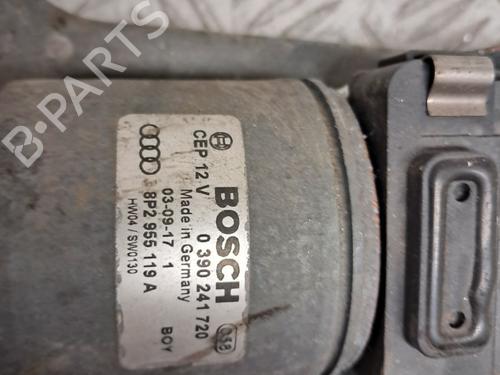 BOSCH
CEP 12 V 0 390 241 720
Made in Germany
03-09-17 1
8P2 955 119 A BOY
HW04 / SW0130
038
B-PARTS